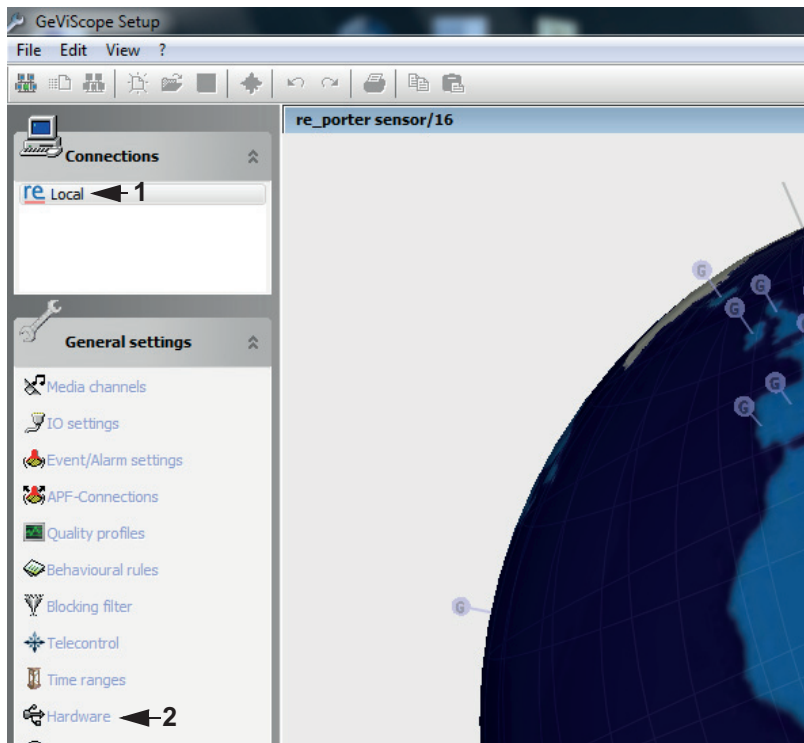 GeViScope Setup
File Edit View ?
re_porter sensor/16
Connections
re Local 1
General settings
Media channels
IO settings
Event/Alarm settings
APF-Connections
Quality profiles
Behavioural rules
Blocking filter
Telecontrol
Time ranges
Hardware 2
G
G
G
G
G
G